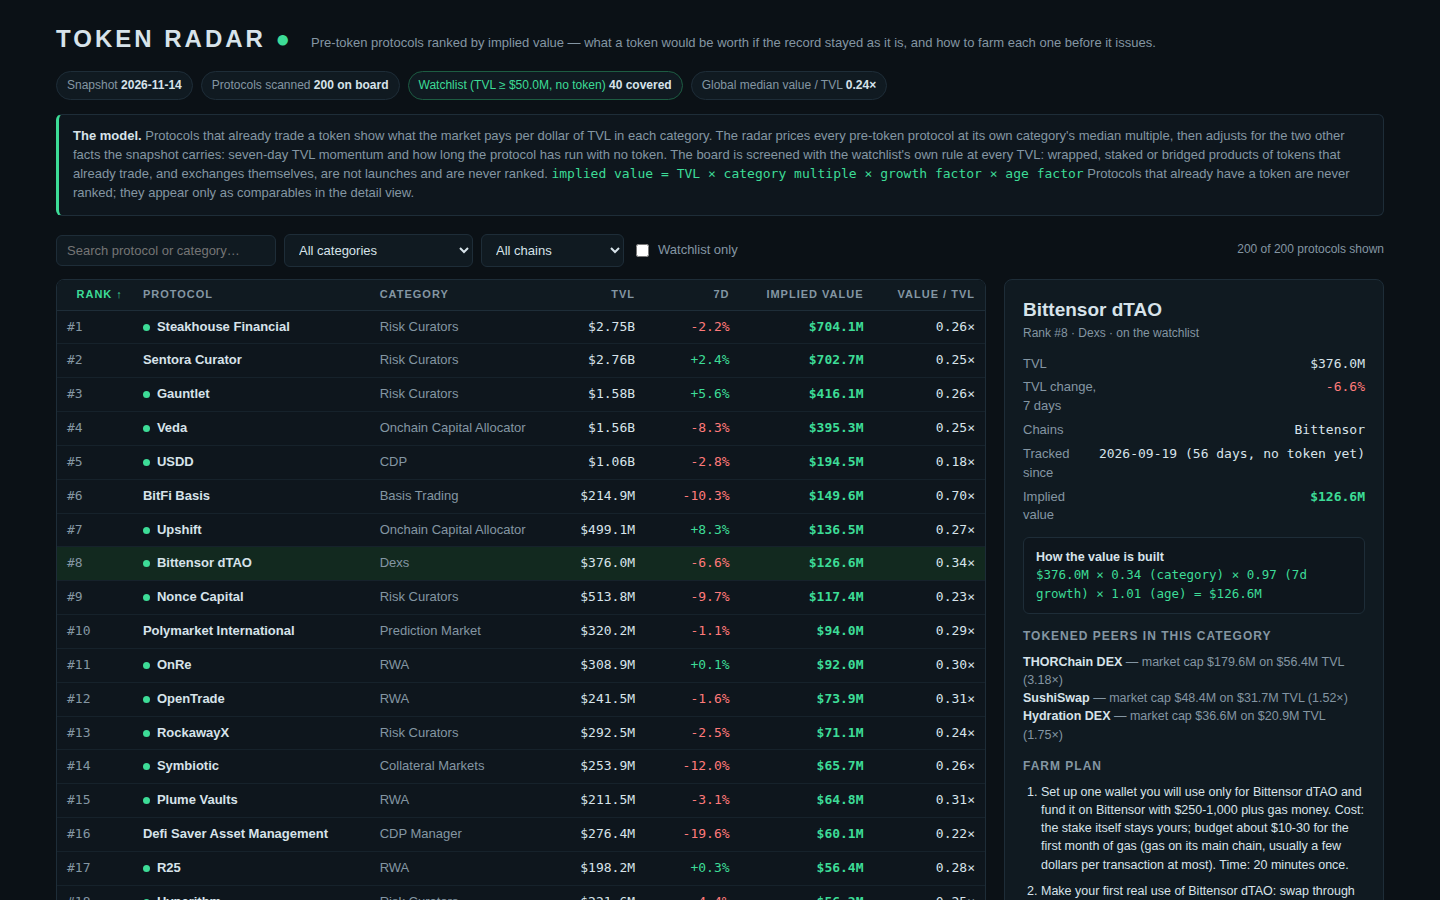 TOKEN RADAR
Pre-token protocols ranked by implied value — what a token would be worth if the record stayed as it is, and how to farm each one before it issues.
Snapshot 2026-11-14
Protocols scanned 200 on board
Watchlist (TVL ≥ $50.0M, no token) 40 covered
Global median value / TVL 0.24×
The model. Protocols that already trade a token show what the market pays per dollar of TVL in each category. The radar prices every pre-token protocol at its own category's median multiple, then adjusts for the two other
facts the snapshot carries: seven-day TVL momentum and how long the protocol has run with no token. The board is screened with the watchlist's own rule at every TVL: wrapped, staked or bridged products of tokens that
already trade, and exchanges themselves, are not launches and are never ranked. implied value = TVL × category multiple × growth factor × age factor Protocols that already have a token are never
ranked; they appear only as comparables in the detail view.
Search protocol or category…
All categories
All chains
Watchlist only
200 of 200 protocols shown
RANK ↑ PROTOCOL CATEGORY TVL 7D IMPLIED VALUE VALUE / TVL
#1 Steakhouse Financial Risk Curators $2.75B -2.2% $704.1M 0.26×
#2 Sentora Curator Risk Curators $2.76B +2.4% $702.7M 0.25×
#3 Gauntlet Risk Curators $1.58B +5.6% $416.1M 0.26×
#4 Veda Onchain Capital Allocator $1.56B -8.3% $395.3M 0.25×
#5 USDD CDP $1.06B -2.8% $194.5M 0.18×
#6 BitFi Basis Basis Trading $214.9M -10.3% $149.6M 0.70×
#7 Upshift Onchain Capital Allocator $499.1M +8.3% $136.5M 0.27×
#8 Bittensor dTAO Dexs $376.0M -6.6% $126.6M 0.34×
#9 Nonce Capital Risk Curators $513.8M -9.7% $117.4M 0.23×
#10 Polymarket International Prediction Market $320.2M -1.1% $94.0M 0.29×
#11 OnRe RWA $308.9M +0.1% $92.0M 0.30×
#12 OpenTrade RWA $241.5M -1.6% $73.9M 0.31×
#13 RockawayX Risk Curators $292.5M -2.5% $71.1M 0.24×
#14 Symbiotic Collateral Markets $253.9M -12.0% $65.7M 0.26×
#15 Plume Vaults RWA $211.5M -3.1% $64.8M 0.31×
#16 Defi Saver Asset Management CDP Manager $276.4M -19.6% $60.1M 0.22×
#17 R25 RWA $198.2M +0.3% $56.4M 0.28×
Bittensor dTAO
Rank #8 · Dexs · on the watchlist
TVL $376.0M
TVL change, -6.6%
7 days
Chains Bittensor
Tracked 2026-09-19 (56 days, no token yet)
since
Implied $126.6M
value
How the value is built
$376.0M × 0.34 (category) × 0.97 (7d
growth) × 1.01 (age) = $126.6M
TOKENED PEERS IN THIS CATEGORY
THORChain DEX — market cap $179.6M on $56.4M TVL
(3.18×)
SushiSwap — market cap $48.4M on $31.7M TVL (1.52×)
Hydration DEX — market cap $36.6M on $20.9M TVL
(1.75×)
FARM PLAN
1. Set up one wallet you will use only for Bittensor dTAO and
fund it on Bittensor with $250-1,000 plus gas money. Cost:
the stake itself stays yours; budget about $10-30 for the
first month of gas (gas on its main chain, usually a few
dollars per transaction at most). Time: 20 minutes once.
2. Make your first real use of Bittensor dTAO: swap through